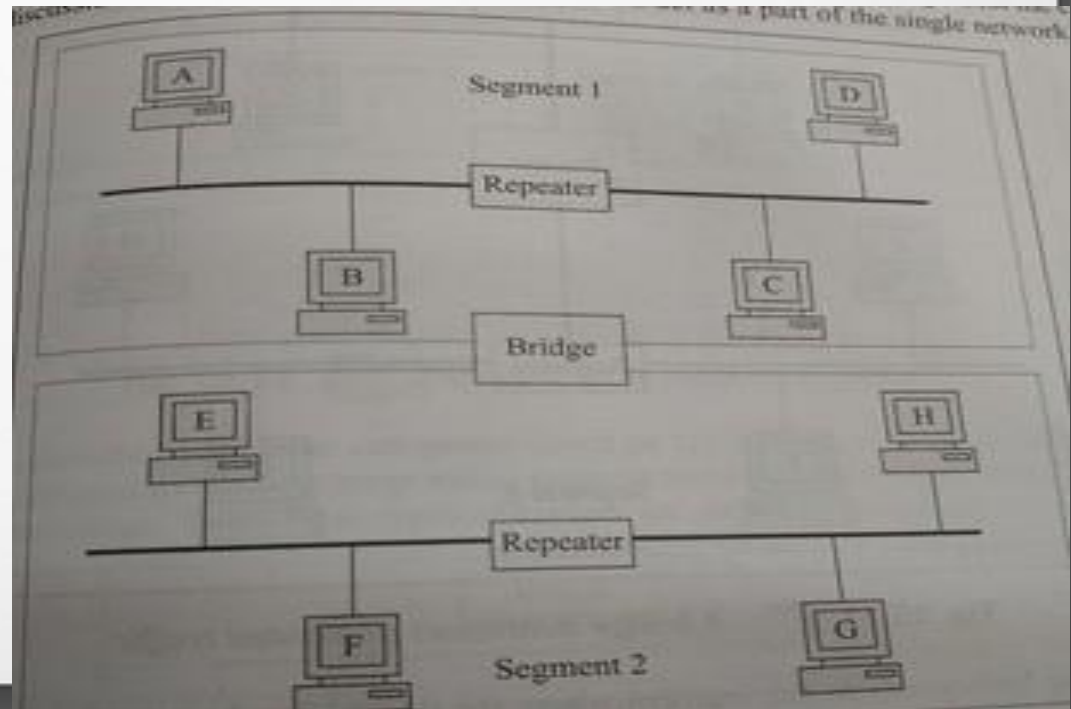 as a part of the single network
A
Segment 1
D
Repeater
B
C
Bridge
E
H
Repeater
F
G
Segment 2